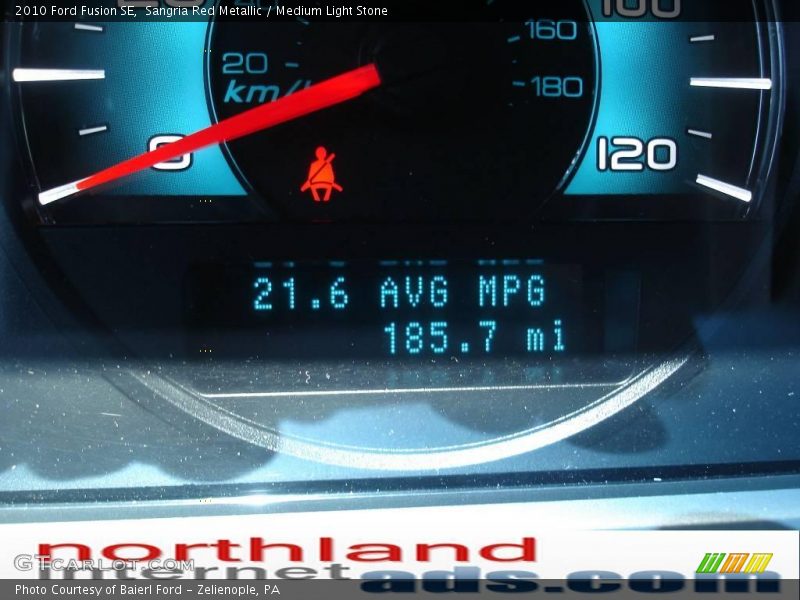 2010 Ford Fusion SE, Sangria Red Metallic / Medium Light Stone
100
160
20
180
km/
0
120
21.6 AVG MPG
185.7 mi
northland
GTCARLOT.COM
internet
ads.com
Photo Courtesy of Baierl Ford - Zelienople, PA